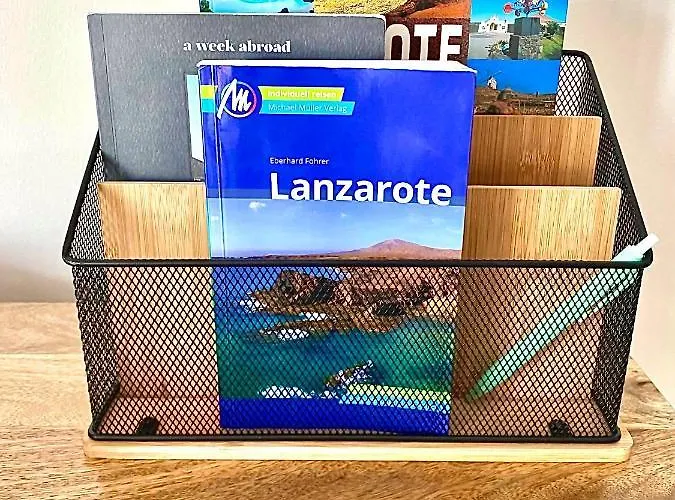 a week abroad
OTE
M
individuell reisen
Michael Müller Verlag
Eberhard Fohrer
Lanzarote